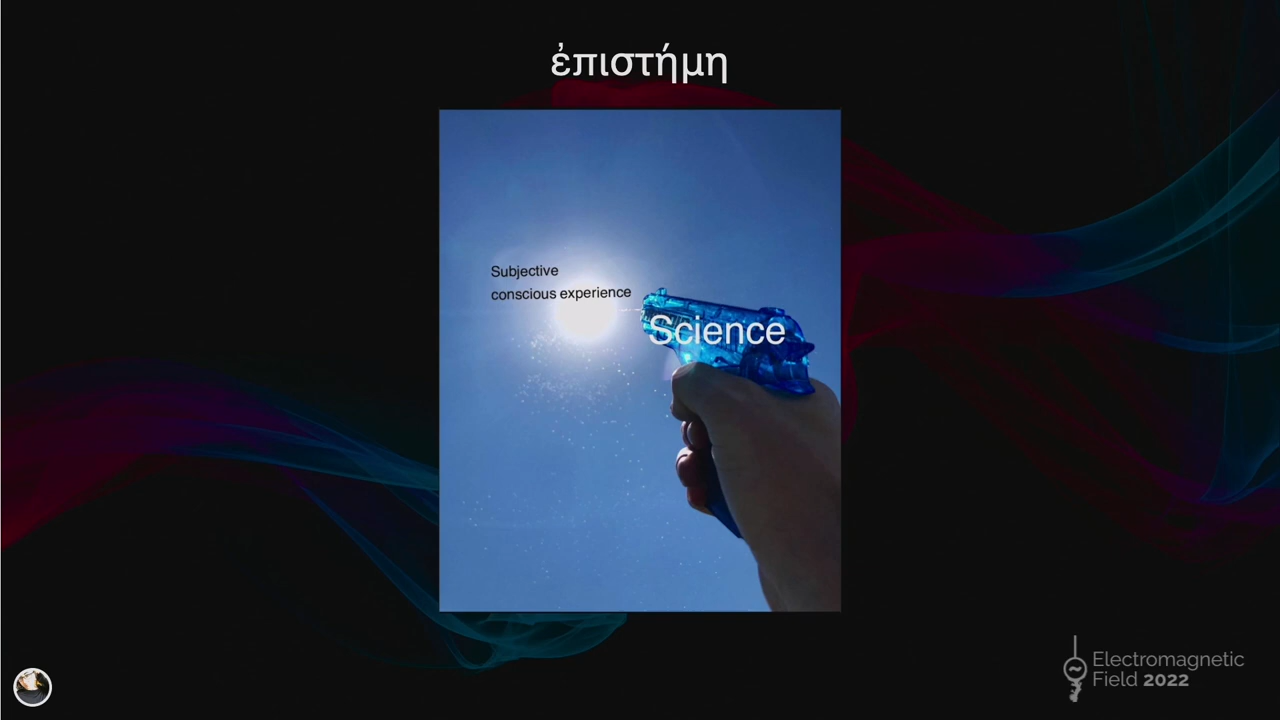 ἐπιστήμη
Subjective
conscious experience
Science
Electromagnetic
Field 2022